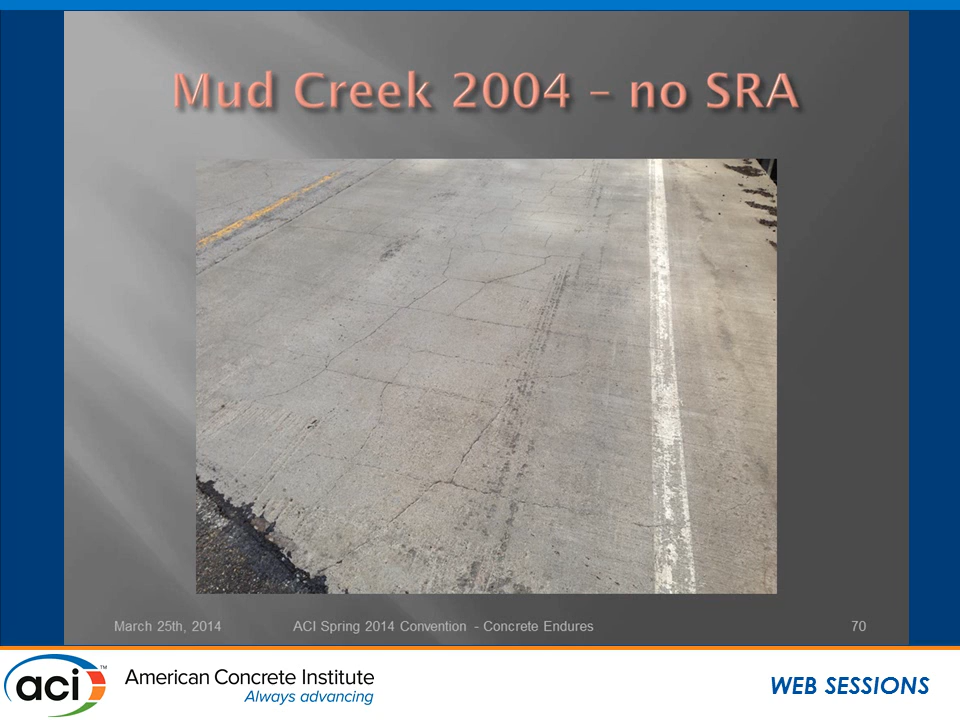 Mud Creek 2004 – no SRA
March 25th, 2014 ACI Spring 2014 Convention - Concrete Endures 70
aci™ American Concrete Institute
Always advancing
WEB SESSIONS